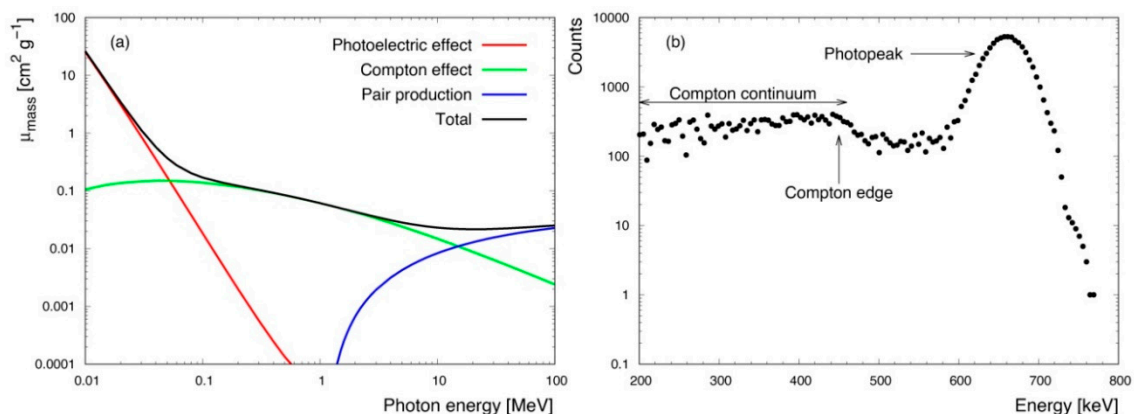 (a)
Photoelectric effect
Compton effect
Pair production
Total
μmass [cm² g⁻¹]
100
10
1
0.1
0.01
0.001
0.0001
0.01 0.1 1 10 100
Photon energy [MeV]
(b)
Photopeak
Compton continuum
Compton edge
Counts
10000
1000
100
10
1
0.1
200 300 400 500 600 700 800
Energy [keV]